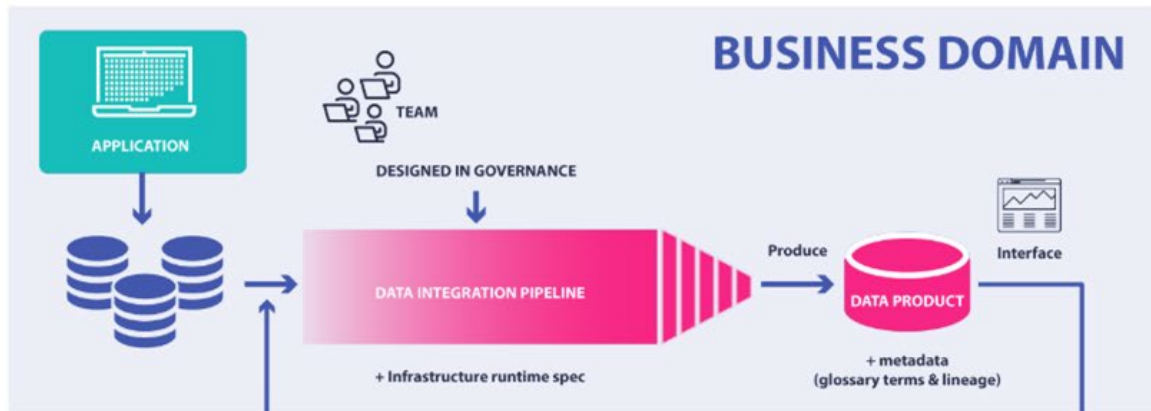 BUSINESS DOMAIN
APPLICATION
TEAM
DESIGNED IN GOVERNANCE
DATA INTEGRATION PIPELINE
+ Infrastructure runtime spec
Produce
DATA PRODUCT
+ metadata
(glossary terms & lineage)
Interface